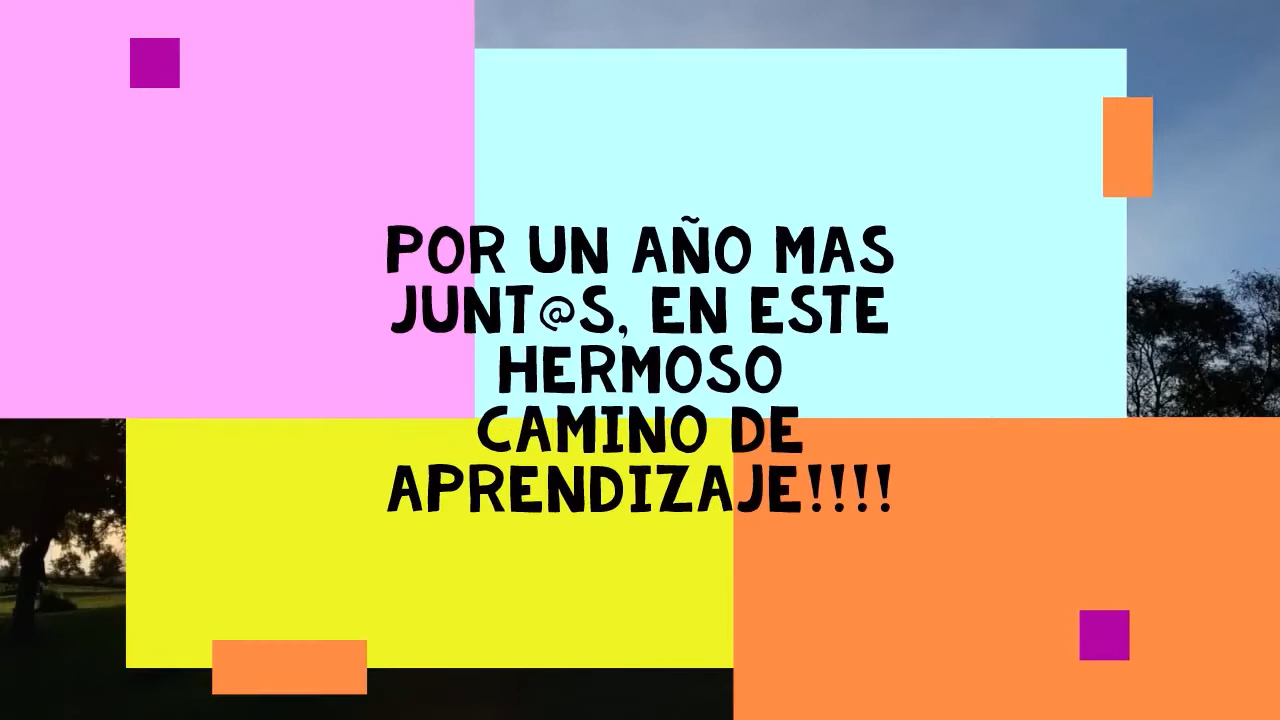 POR UN AÑO MAS
JUNT@S, EN ESTE
HERMOSO
CAMINO DE
APRENDIZAJE!!!!